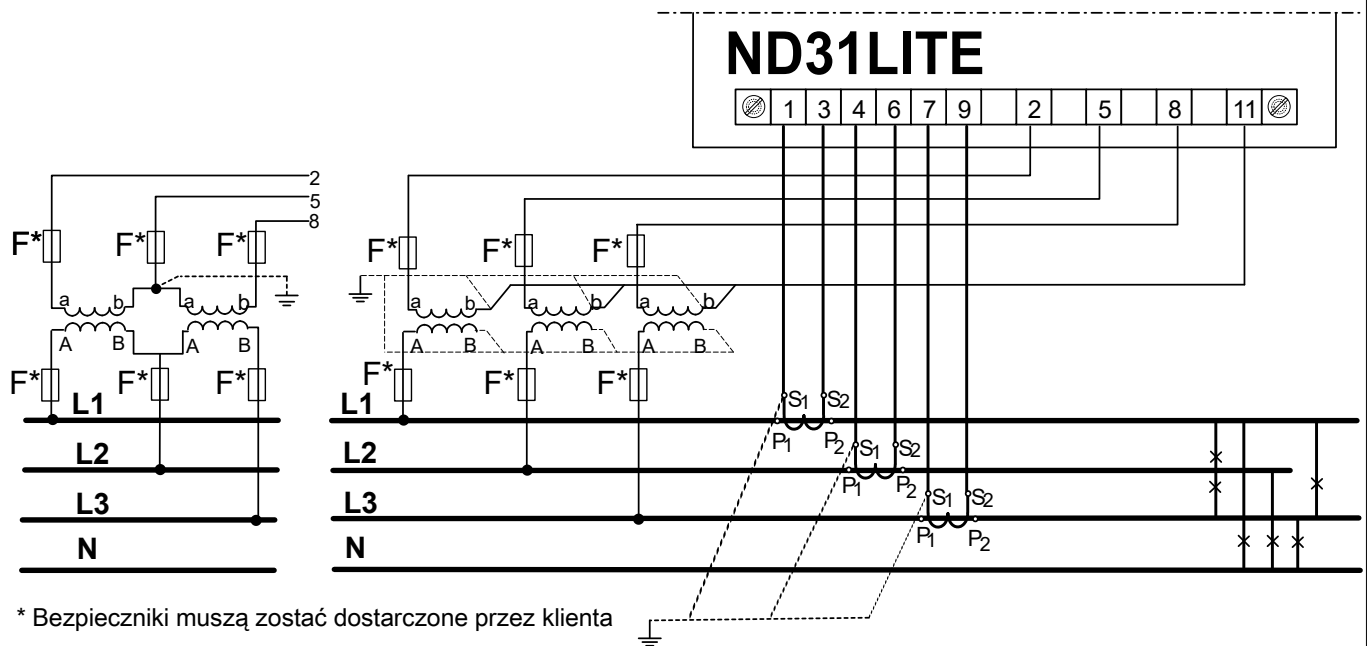 ND31LITE
1 3 4 6 7 9 2 5 8 11
2
5
8
F* F* F* F* F* F*
a b a b a b a b a b
A B A B A B A B A B
F* F* F* F* F* F*
L1 L1 S1 S2
P1 P2 S1 S2
L2 L2
P1 P2 S1 S2
L3 L3
P1 P2
N N
* Bezpieczniki muszą zostać dostarczone przez klienta